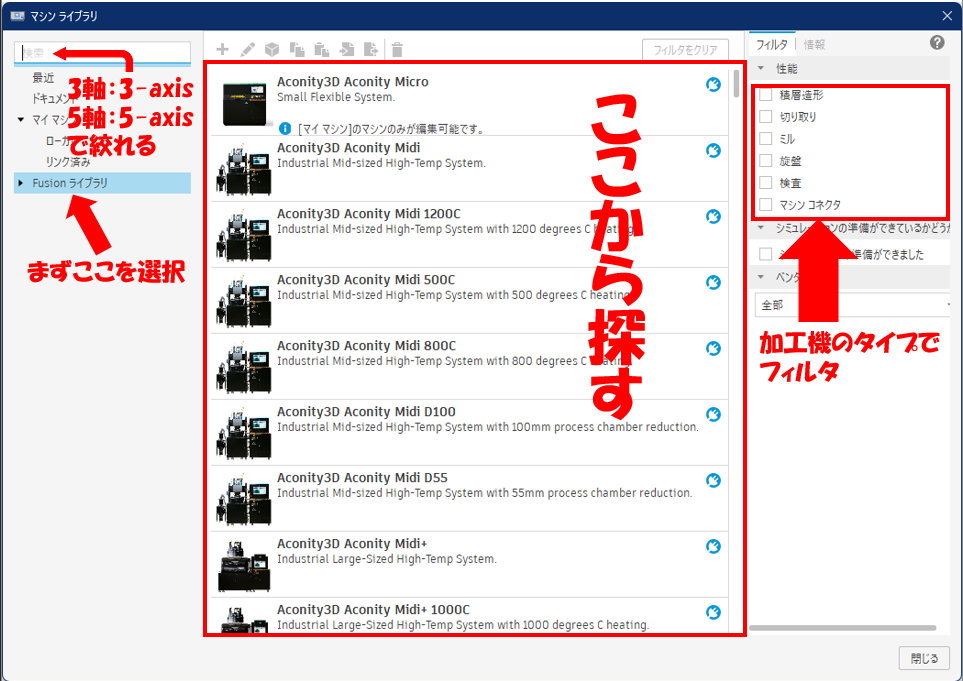 マシン ライブラリ
検索
最近
ドキュメント
マイ マシン
ローカ
リンク済み
Fusion ライブラリ
3軸:3-axis
5軸:5-axis
で絞れる
まずここを選択
フィルタをクリア
Aconity3D Aconity Micro
Small Flexible System.
[マイ マシン]のマシンのみが編集可能です。
Aconity3D Aconity Midi
Industrial Mid-sized High-Temp System.
Aconity3D Aconity Midi 1200C
Industrial Mid-sized High-Temp System with 1200 degrees C heating.
Aconity3D Aconity Midi 500C
Industrial Mid-sized High-Temp System with 500 degrees C heating.
Aconity3D Aconity Midi 800C
Industrial Mid-sized High-Temp System with 800 degrees C heating.
Aconity3D Aconity Midi D100
Industrial Mid-sized High-Temp System with 100mm process chamber reduction.
Aconity3D Aconity Midi D55
Industrial Mid-sized High-Temp System with 55mm process chamber reduction.
Aconity3D Aconity Midi+
Industrial Large-Sized High-Temp System.
Aconity3D Aconity Midi+ 1000C
Industrial Large-Sized High-Temp System with 1000 degrees C heating.
ここから探す
フィルタ
情報
性能
積層造形
切り取り
ミル
旋盤
検査
マシン コネクタ
シミュレーションの準備ができているかどうか
準備ができました
ベンダ
全部
加工機のタイプで
フィルタ
閉じる